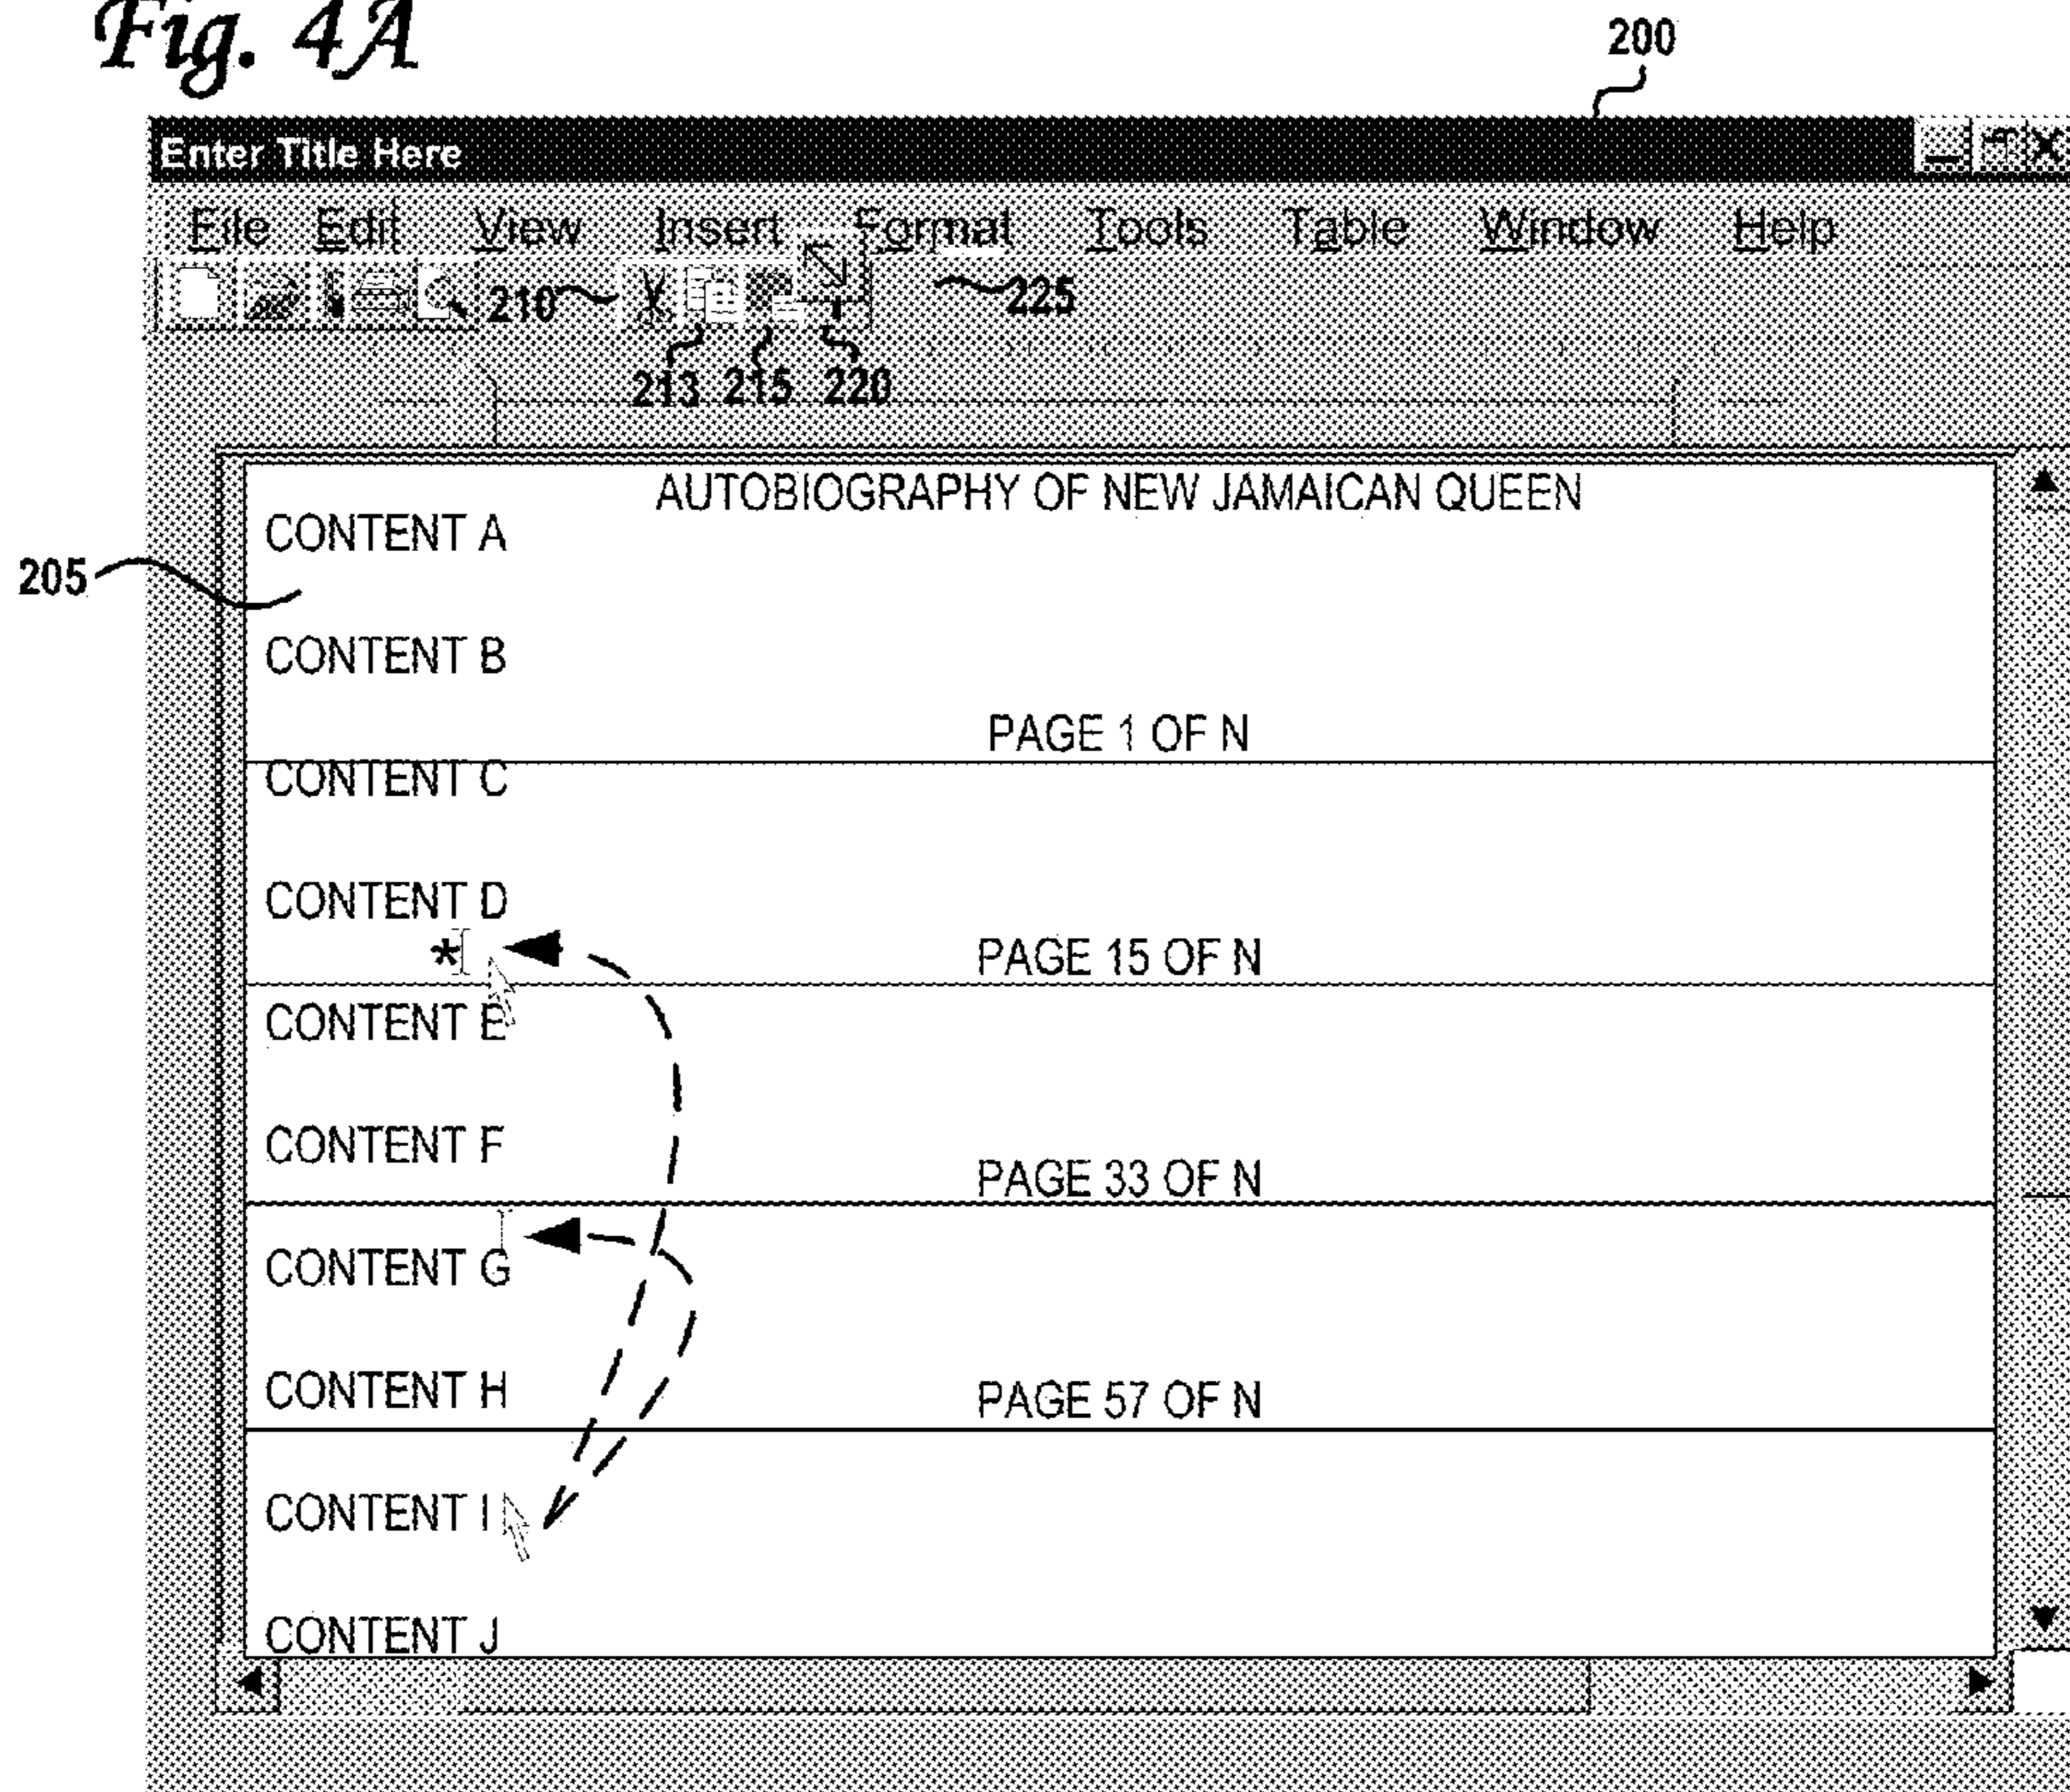 Fig. 4A
200
Enter Title Here
File Edit View Insert Format Tools Table Window Help
210 225
213 215 220
AUTOBIOGRAPHY OF NEW JAMAICAN QUEEN
CONTENT A
205
CONTENT B
PAGE 1 OF N
CONTENT C
CONTENT D
* PAGE 15 OF N
CONTENT E
CONTENT F
PAGE 33 OF N
CONTENT G
CONTENT H PAGE 57 OF N
CONTENT I
CONTENT J